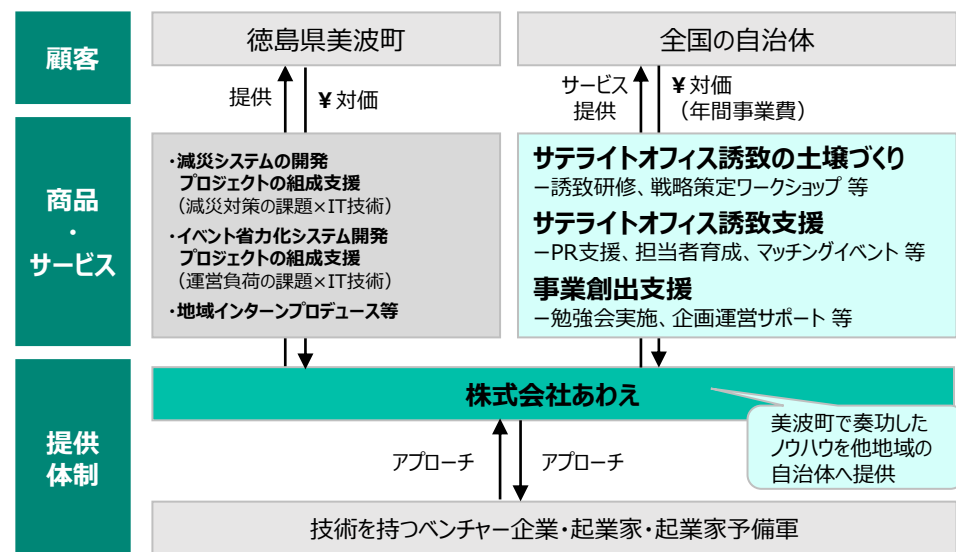 顧客
徳島県美波町
全国の自治体
提供
¥対価
サービス
提供
¥対価
（年間事業費）
商品
・
サービス
・減災システムの開発
プロジェクトの組成支援
（減災対策の課題×IT技術）
・イベント省力化システム開発
プロジェクトの組成支援
（運営負荷の課題×IT技術）
・地域インターンプロデュース等
サテライトオフィス誘致の土壌づくり
－誘致研修、戦略策定ワークショップ 等
サテライトオフィス誘致支援
－PR支援、担当者育成、マッチングイベント 等
事業創出支援
－勉強会実施、企画運営サポート 等
提供
体制
株式会社あわえ
美波町で奏功した
ノウハウを他地域の
自治体へ提供
アプローチ
アプローチ
技術を持つベンチャー企業・起業家・起業家予備軍